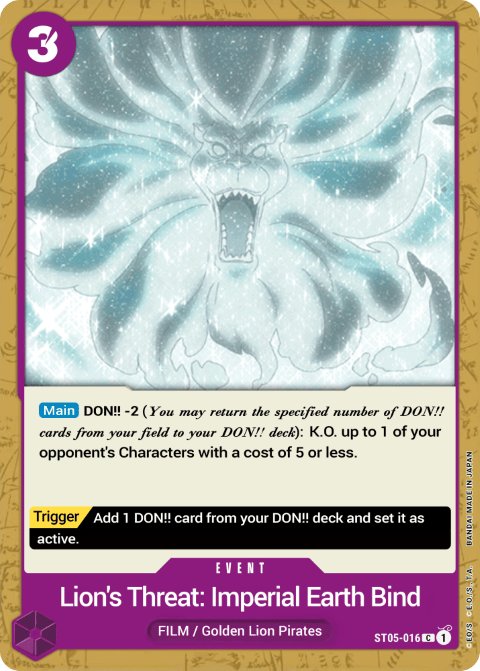 3
Main DON!! -2 (You may return the specified number of DON!!
cards from your field to your DON!! deck): K.O. up to 1 of your
opponent's Characters with a cost of 5 or less.
Trigger Add 1 DON!! card from your DON!! deck and set it as
active.
EVENT
Lion's Threat: Imperial Earth Bind
FILM / Golden Lion Pirates
ST05-016 C 1
©E.O./S. ©E.O./S., T.A. BANDAI MADE IN JAPAN